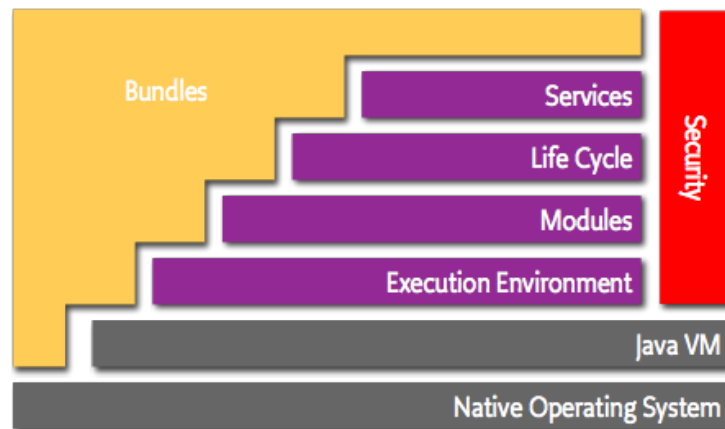 Bundles
Services
Life Cycle
Modules
Execution Environment
Security
Java VM
Native Operating System